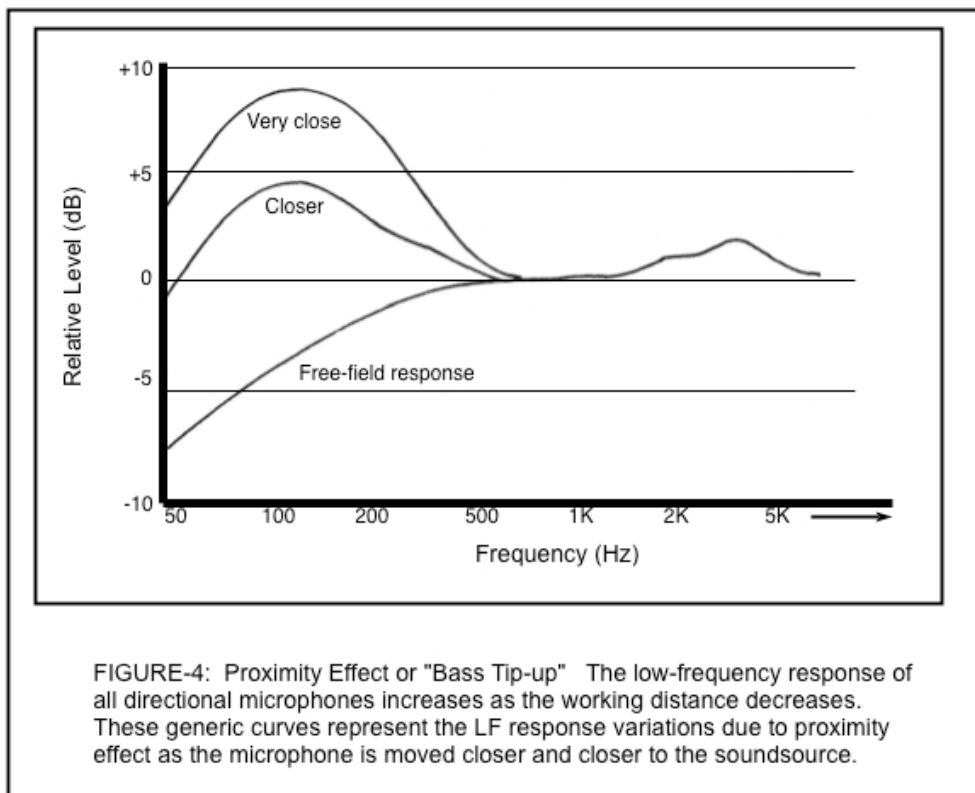 +10
Very close
+5
Closer
0
Relative Level (dB)
Free-field response
-5
-10
50 100 200 500 1K 2K 5K
Frequency (Hz)
FIGURE-4: Proximity Effect or "Bass Tip-up" The low-frequency response of
all directional microphones increases as the working distance decreases.
These generic curves represent the LF response variations due to proximity
effect as the microphone is moved closer and closer to the soundsource.